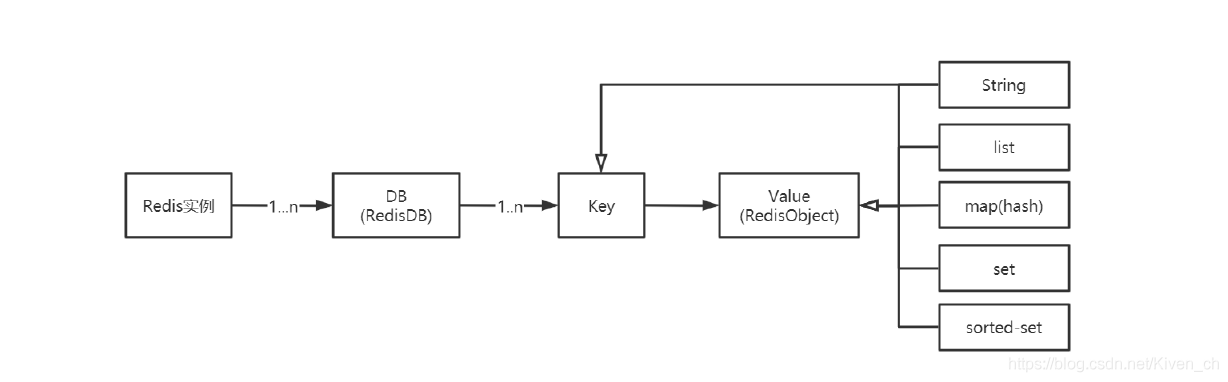 Redis实例
1...n
DB
(RedisDB)
1..n
Key
Value
(RedisObject)
String
list
map(hash)
set
sorted-set
https://blog.csdn.net/Kiven_ch